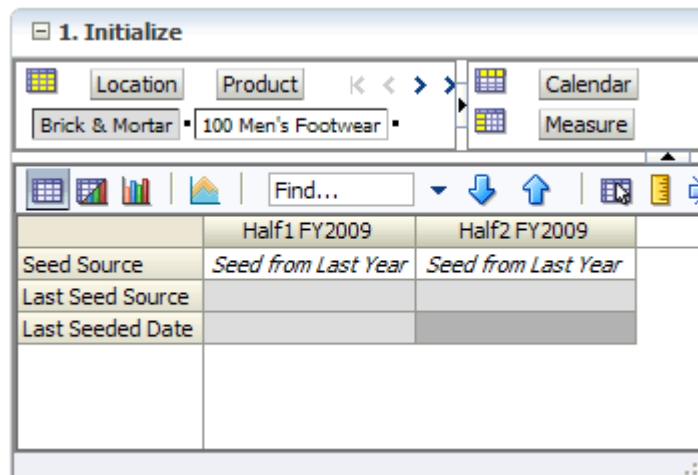 1. Initialize
Location Product Calendar
Brick & Mortar 100 Men's Footwear Measure
Find...
Half1 FY2009 Half2 FY2009
Seed Source Seed from Last Year Seed from Last Year
Last Seed Source
Last Seeded Date